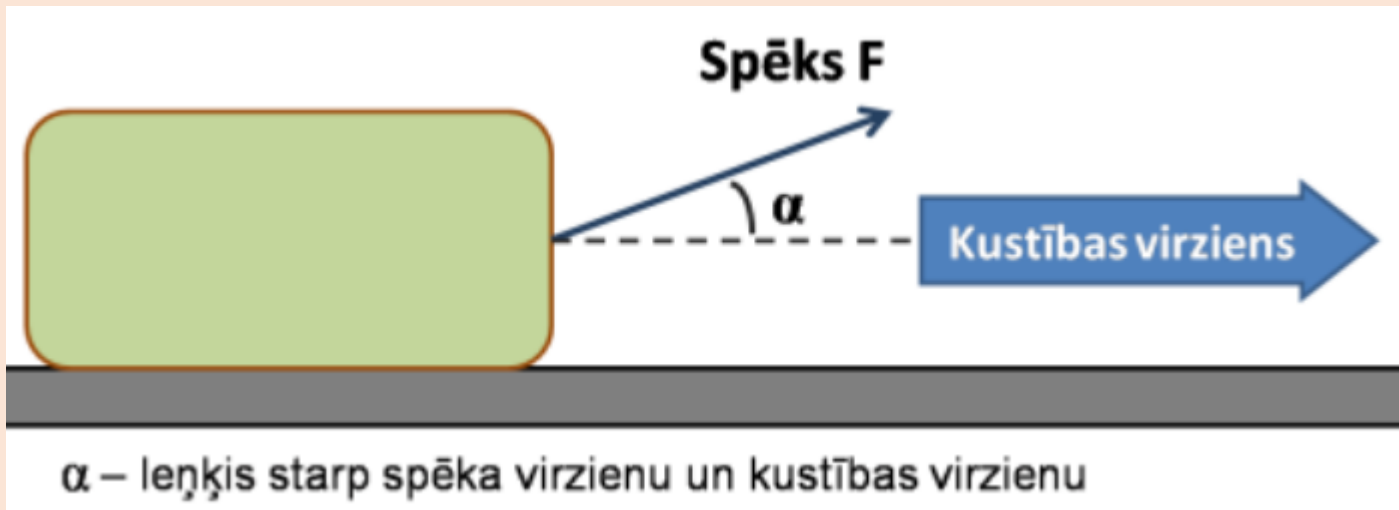 Spēks F
α
Kustības virziens
α – leņķis starp spēka virzienu un kustības virzienu